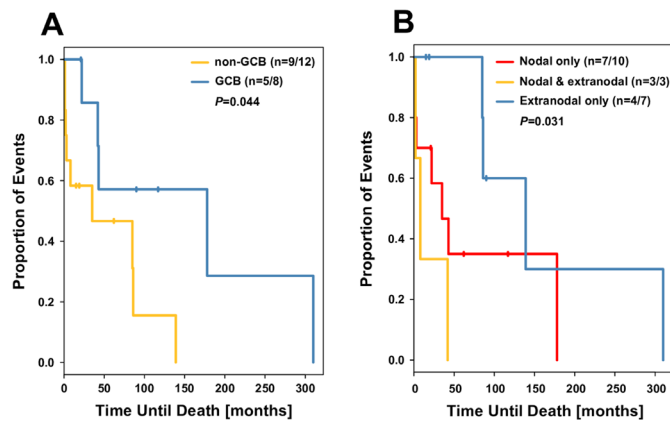 A
non-GCB (n=9/12)
GCB (n=5/8)
P=0.044
1.0
0.8
0.6
0.4
0.2
0.0
Proportion of Events
0 50 100 150 200 250 300
Time Until Death [months]
B
Nodal only (n=7/10)
Nodal & extranodal (n=3/3)
Extranodal only (n=4/7)
P=0.031
1.0
0.8
0.6
0.4
0.2
0.0
Proportion of Events
0 50 100 150 200 250 300
Time Until Death [months]